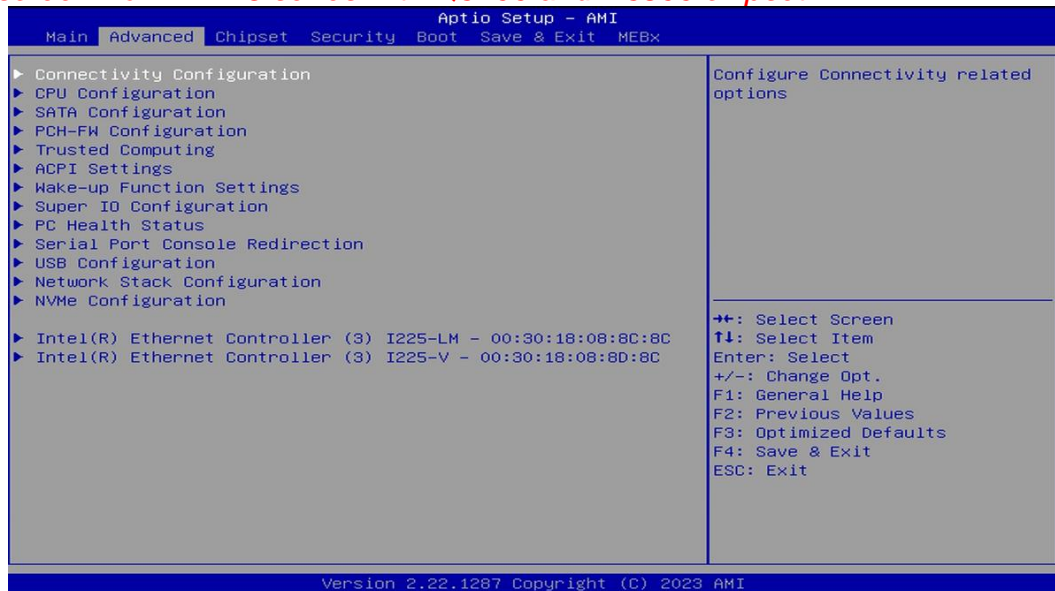 Aptio Setup – AMI
Main Advanced Chipset Security Boot Save & Exit MEBx
▶ Connectivity Configuration
▶ CPU Configuration
▶ SATA Configuration
▶ PCH-FW Configuration
▶ Trusted Computing
▶ ACPI Settings
▶ Wake-up Function Settings
▶ Super IO Configuration
▶ PC Health Status
▶ Serial Port Console Redirection
▶ USB Configuration
▶ Network Stack Configuration
▶ NVMe Configuration
▶ Intel(R) Ethernet Controller (3) I225-LM – 00:30:18:08:8C:8C
▶ Intel(R) Ethernet Controller (3) I225-V – 00:30:18:08:8D:8C
Configure Connectivity related
options
→←: Select Screen
↑↓: Select Item
Enter: Select
+/-: Change Opt.
F1: General Help
F2: Previous Values
F3: Optimized Defaults
F4: Save & Exit
ESC: Exit
Version 2.22.1287 Copyright (C) 2023 AMI